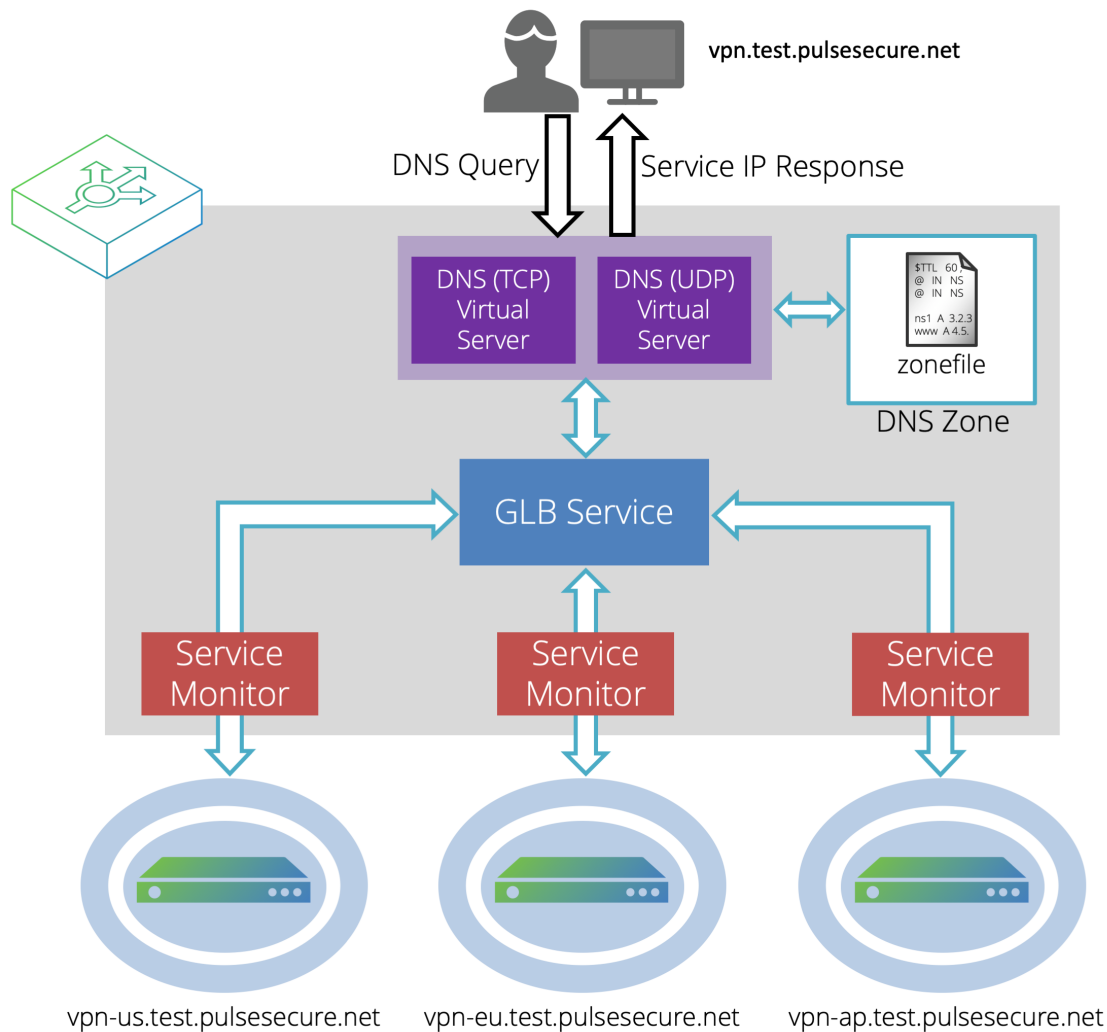 vpn.test.pulsesecure.net
DNS Query
Service IP Response
DNS (TCP)
Virtual
Server
DNS (UDP)
Virtual
Server
$TTL 60 ;
@ IN NS
@ IN NS
ns1 A 3.2.3
www A 4.5.
zonefile
DNS Zone
GLB Service
Service
Monitor
Service
Monitor
Service
Monitor
vpn-us.test.pulsesecure.net
vpn-eu.test.pulsesecure.net
vpn-ap.test.pulsesecure.net